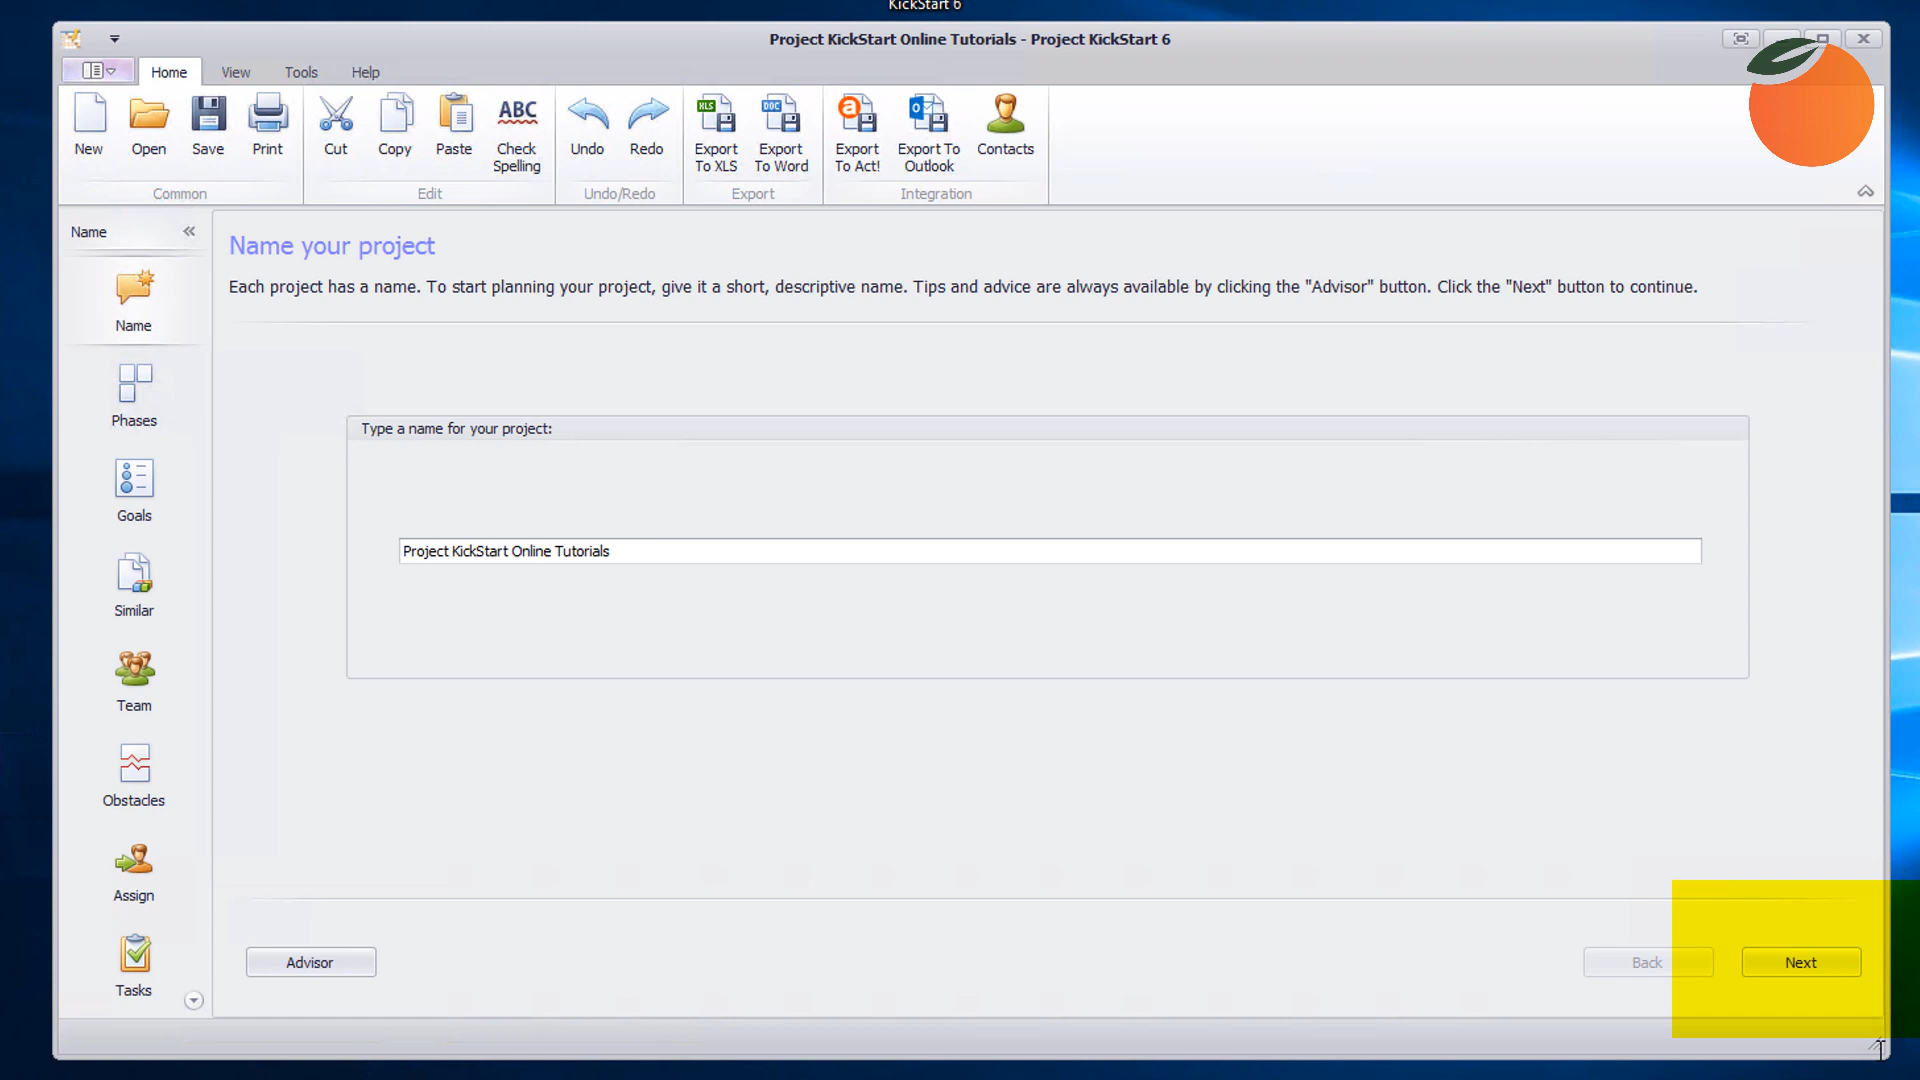 KickStart 6
Project KickStart Online Tutorials - Project KickStart 6
Home View Tools Help
New Open Save Print Cut Copy Paste ABC Check Spelling Undo Redo XLS Export To XLS DOC Export To Word a Export To Act! Export To Outlook Contacts
Common Edit Undo/Redo Export Integration
Name
Name your project
Each project has a name. To start planning your project, give it a short, descriptive name. Tips and advice are always available by clicking the "Advisor" button. Click the "Next" button to continue.
Name
Phases
Type a name for your project:
Goals
Project KickStart Online Tutorials
Similar
Team
Obstacles
Assign
Advisor Back Next
Tasks